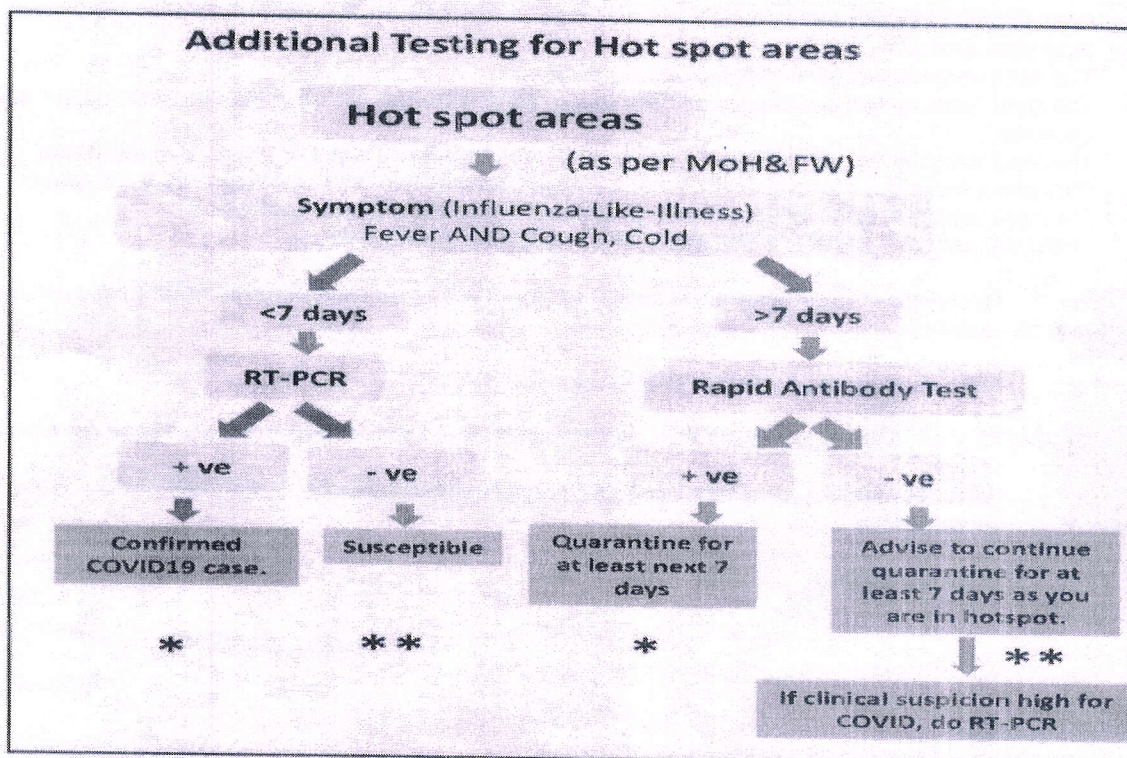 Additional Testing for Hot spot areas
Hot spot areas
(as per MoH&FW)
Symptom (Influenza-Like-Illness)
Fever AND Cough, Cold
<7 days
>7 days
RT-PCR
Rapid Antibody Test
+ ve
- ve
+ ve
- ve
Confirmed
COVID19 case.
Susceptible
Quarantine for
at least next 7
days
Advise to continue
quarantine for at
least 7 days as you
are in hotspot.
*
**
*
**
If clinical suspicion high for
COVID, do RT-PCR